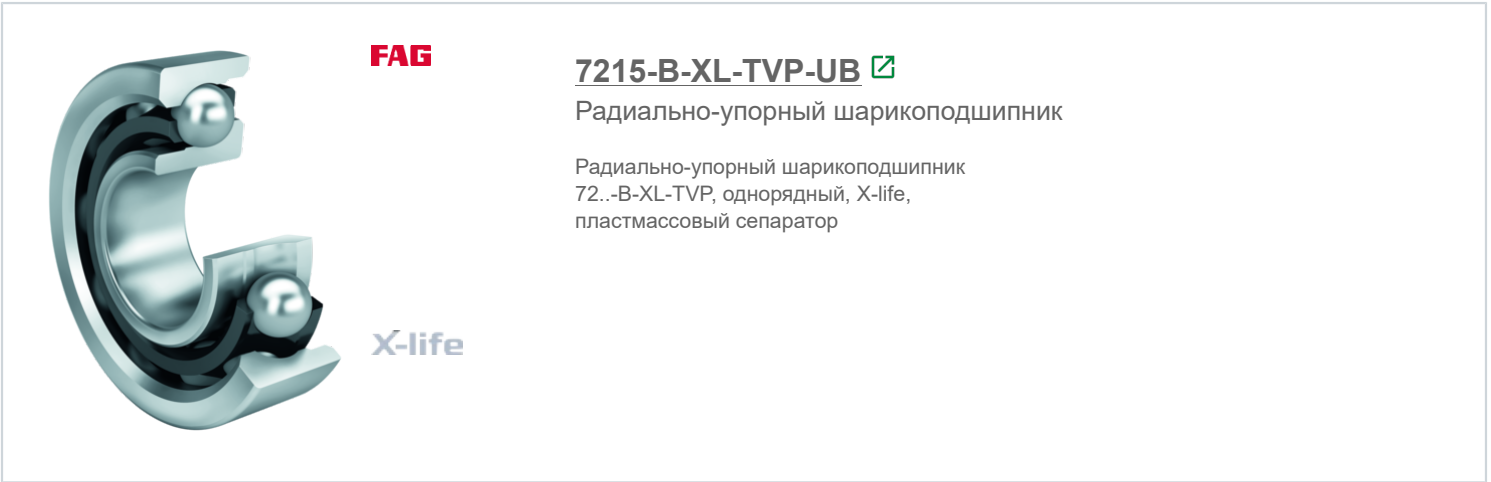 FAG
7215-B-XL-TVP-UB
Радиально-упорный шарикоподшипник
Радиально-упорный шарикоподшипник
72..-B-XL-TVP, однорядный, X-life,
пластмассовый сепаратор
X-life